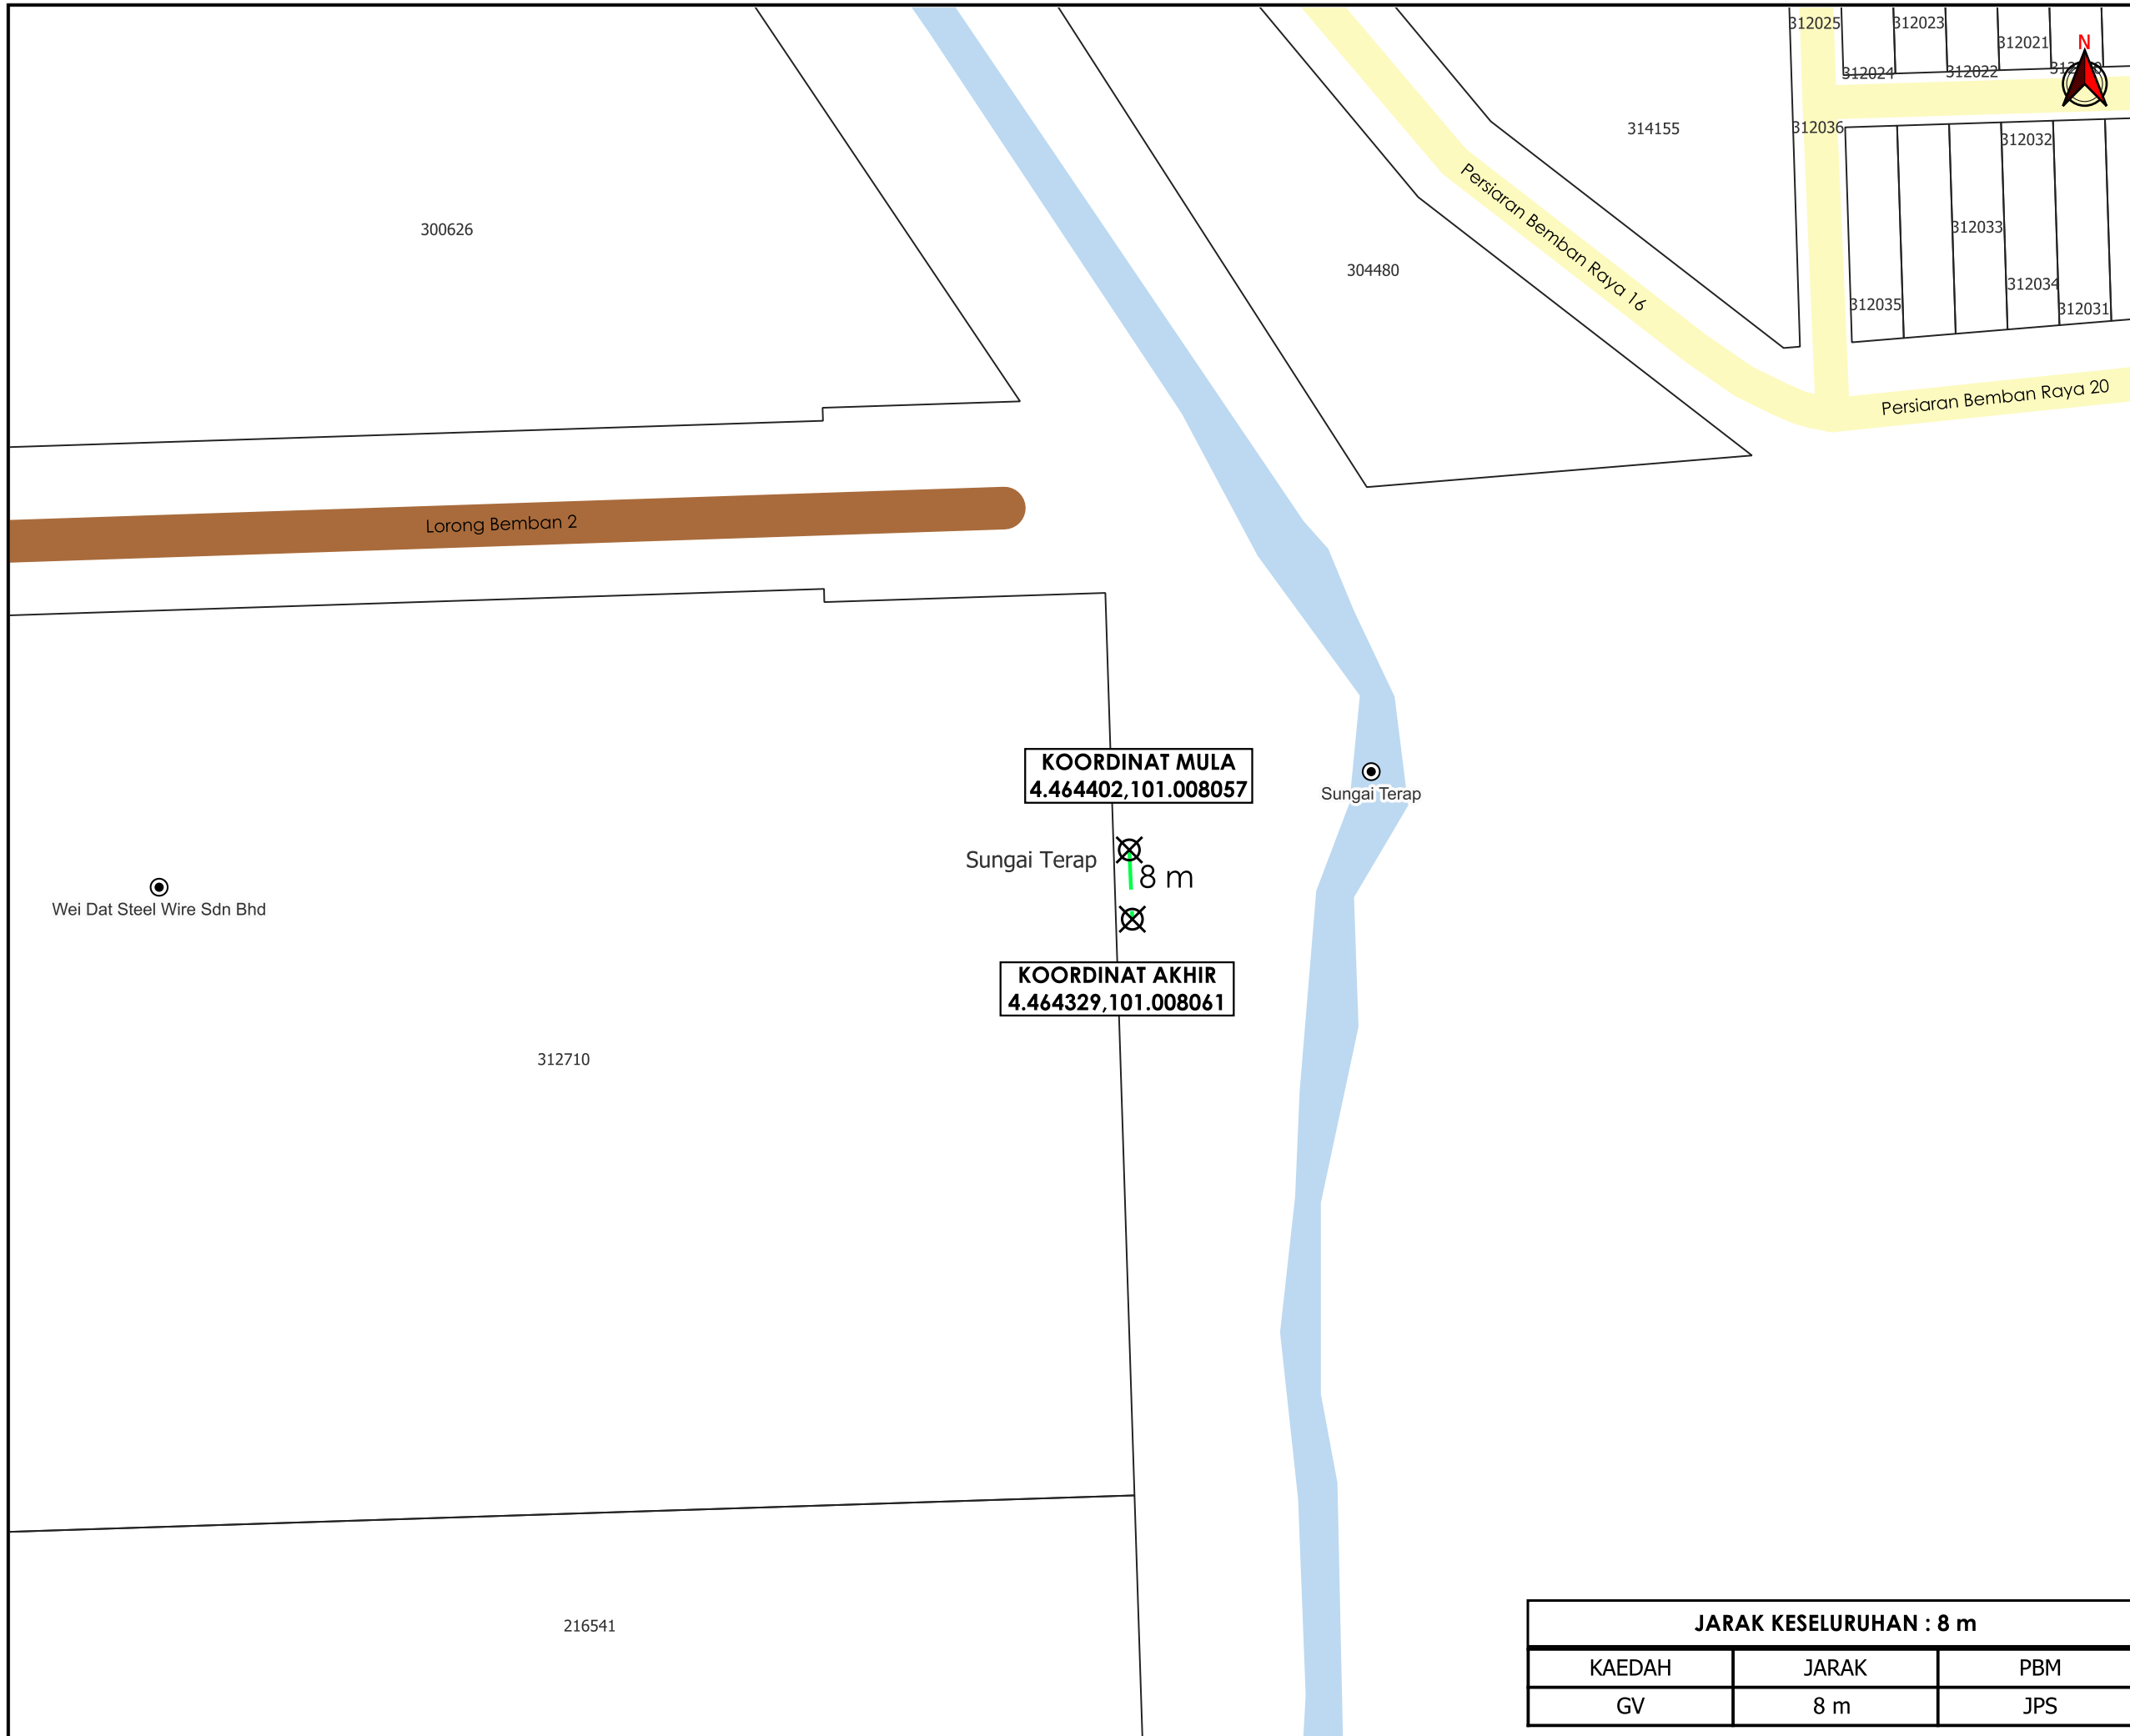 312025
312023
312021
N
312024
312022
314155
312036
312032
300626
312033
304480
Persiaran Bemban Raya 16
312034
312035
312031
Persiaran Bemban Raya 20
Lorong Bemban 2
KOORDINAT MULA
4.464402,101.008057
Sungai Terap
Sungai Terap
8 m
Wei Dat Steel Wire Sdn Bhd
KOORDINAT AKHIR
4.464329,101.008061
312710
216541
JARAK KESELURUHAN : 8 m
KAEDAH JARAK PBM
GV 8 m JPS